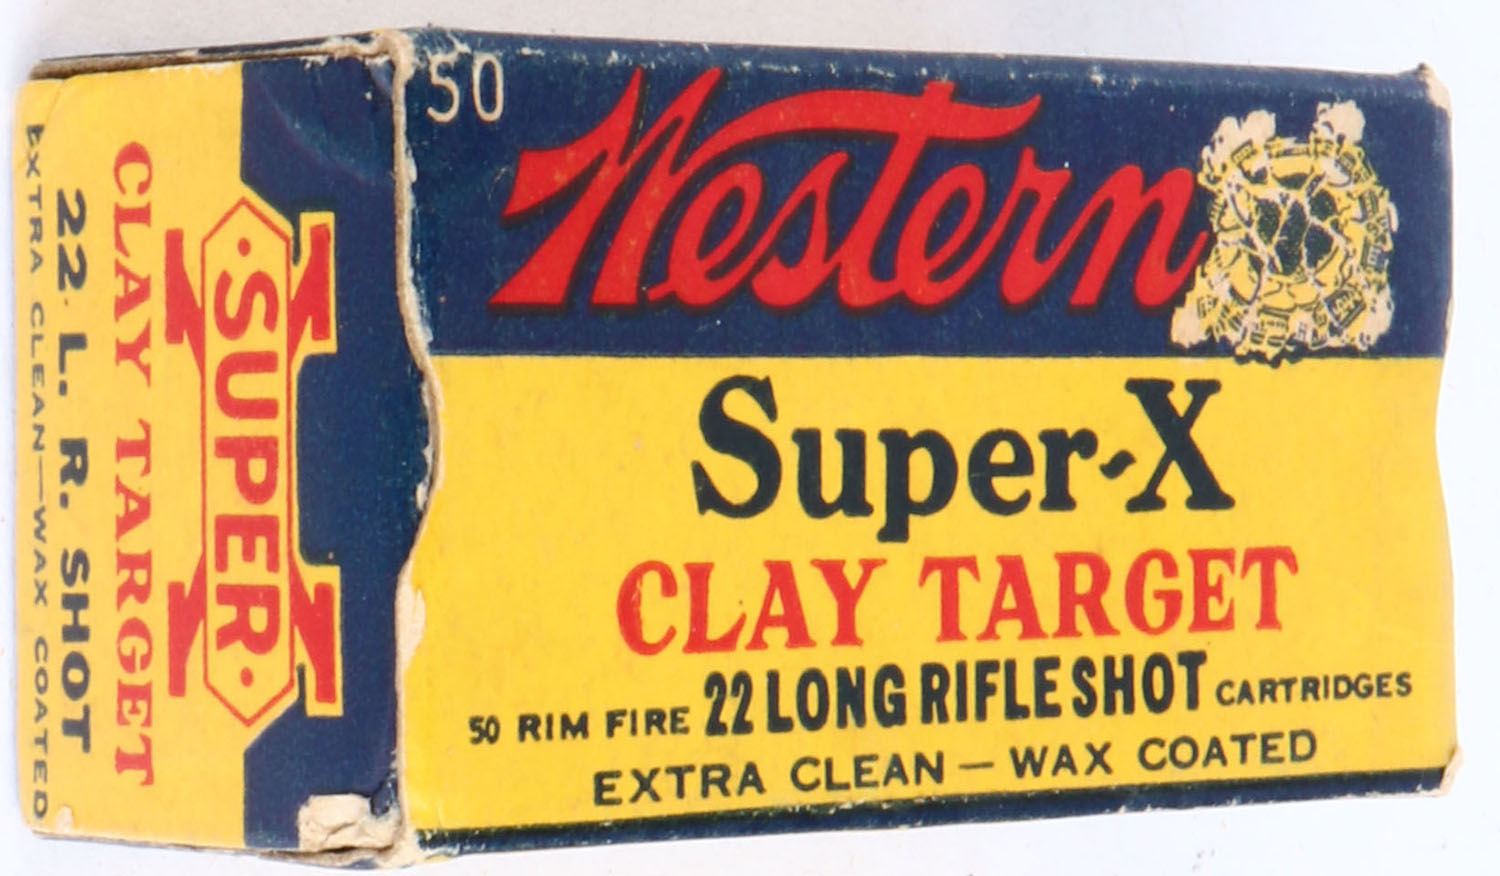 50
Western
Super-X
CLAY TARGET
50 RIM FIRE 22 LONG RIFLE SHOT CARTRIDGES
EXTRA CLEAN — WAX COATED
SUPER
X
CLAY TARGET
22 L. R. SHOT
EXTRA CLEAN—WAX COATED